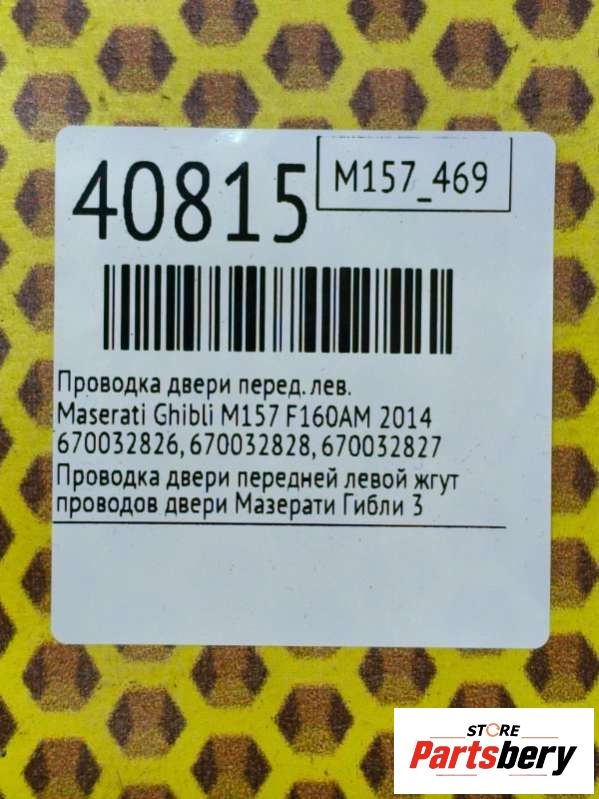 40815
M157_469
Проводка двери перед. лев.
Maserati Ghibli M157 F160AM 2014
670032826, 670032828, 670032827
Проводка двери передней левой жгут
проводов двери Мазерати Гибли 3
STORE
Partsbery